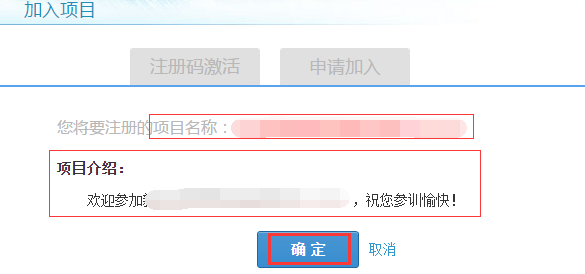 加入项目
注册码激活 申请加入
您将要注册的项目名称：
项目介绍：
欢迎参加 ，祝您参训愉快！
确 定 取消